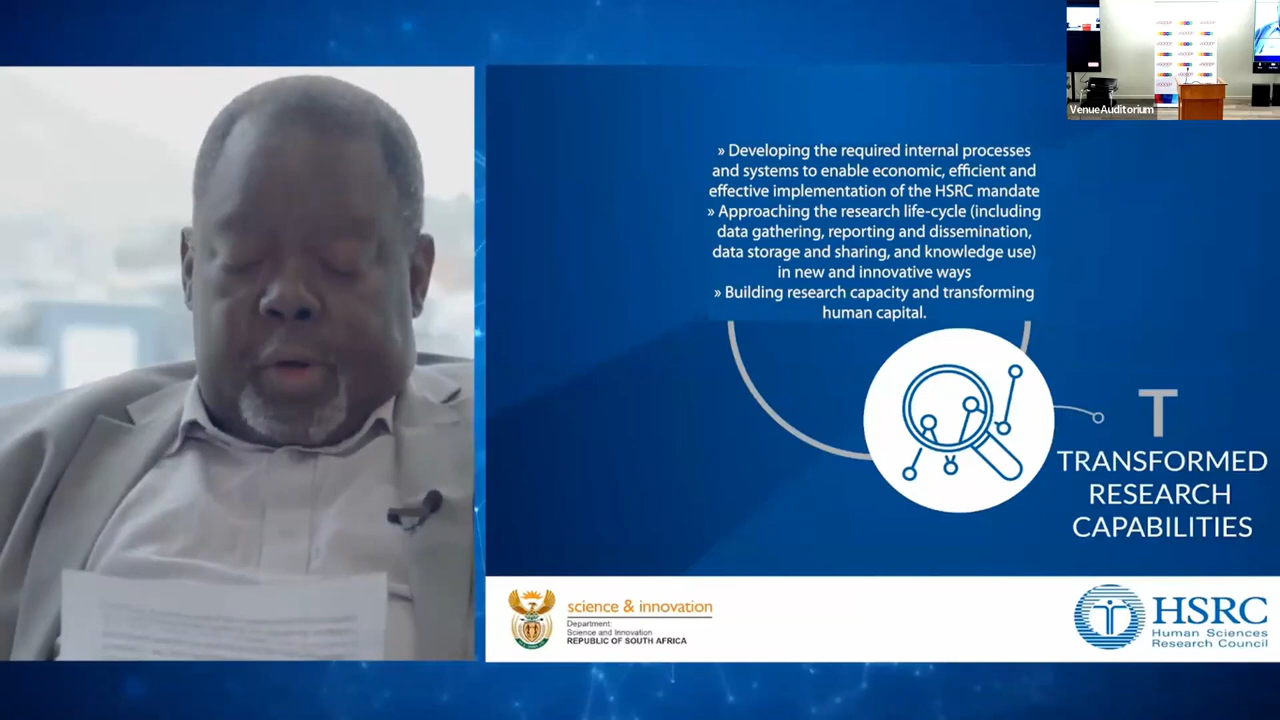 VenueAuditorium
» Developing the required internal processes
and systems to enable economic, efficient and
effective implementation of the HSRC mandate
» Approaching the research life-cycle (including
data gathering, reporting and dissemination,
data storage and sharing, and knowledge use)
in new and innovative ways
» Building research capacity and transforming
human capital.
T
TRANSFORMED
RESEARCH
CAPABILITIES
science & innovation
Department:
Science and Innovation
REPUBLIC OF SOUTH AFRICA
HSRC
Human Sciences
Research Council